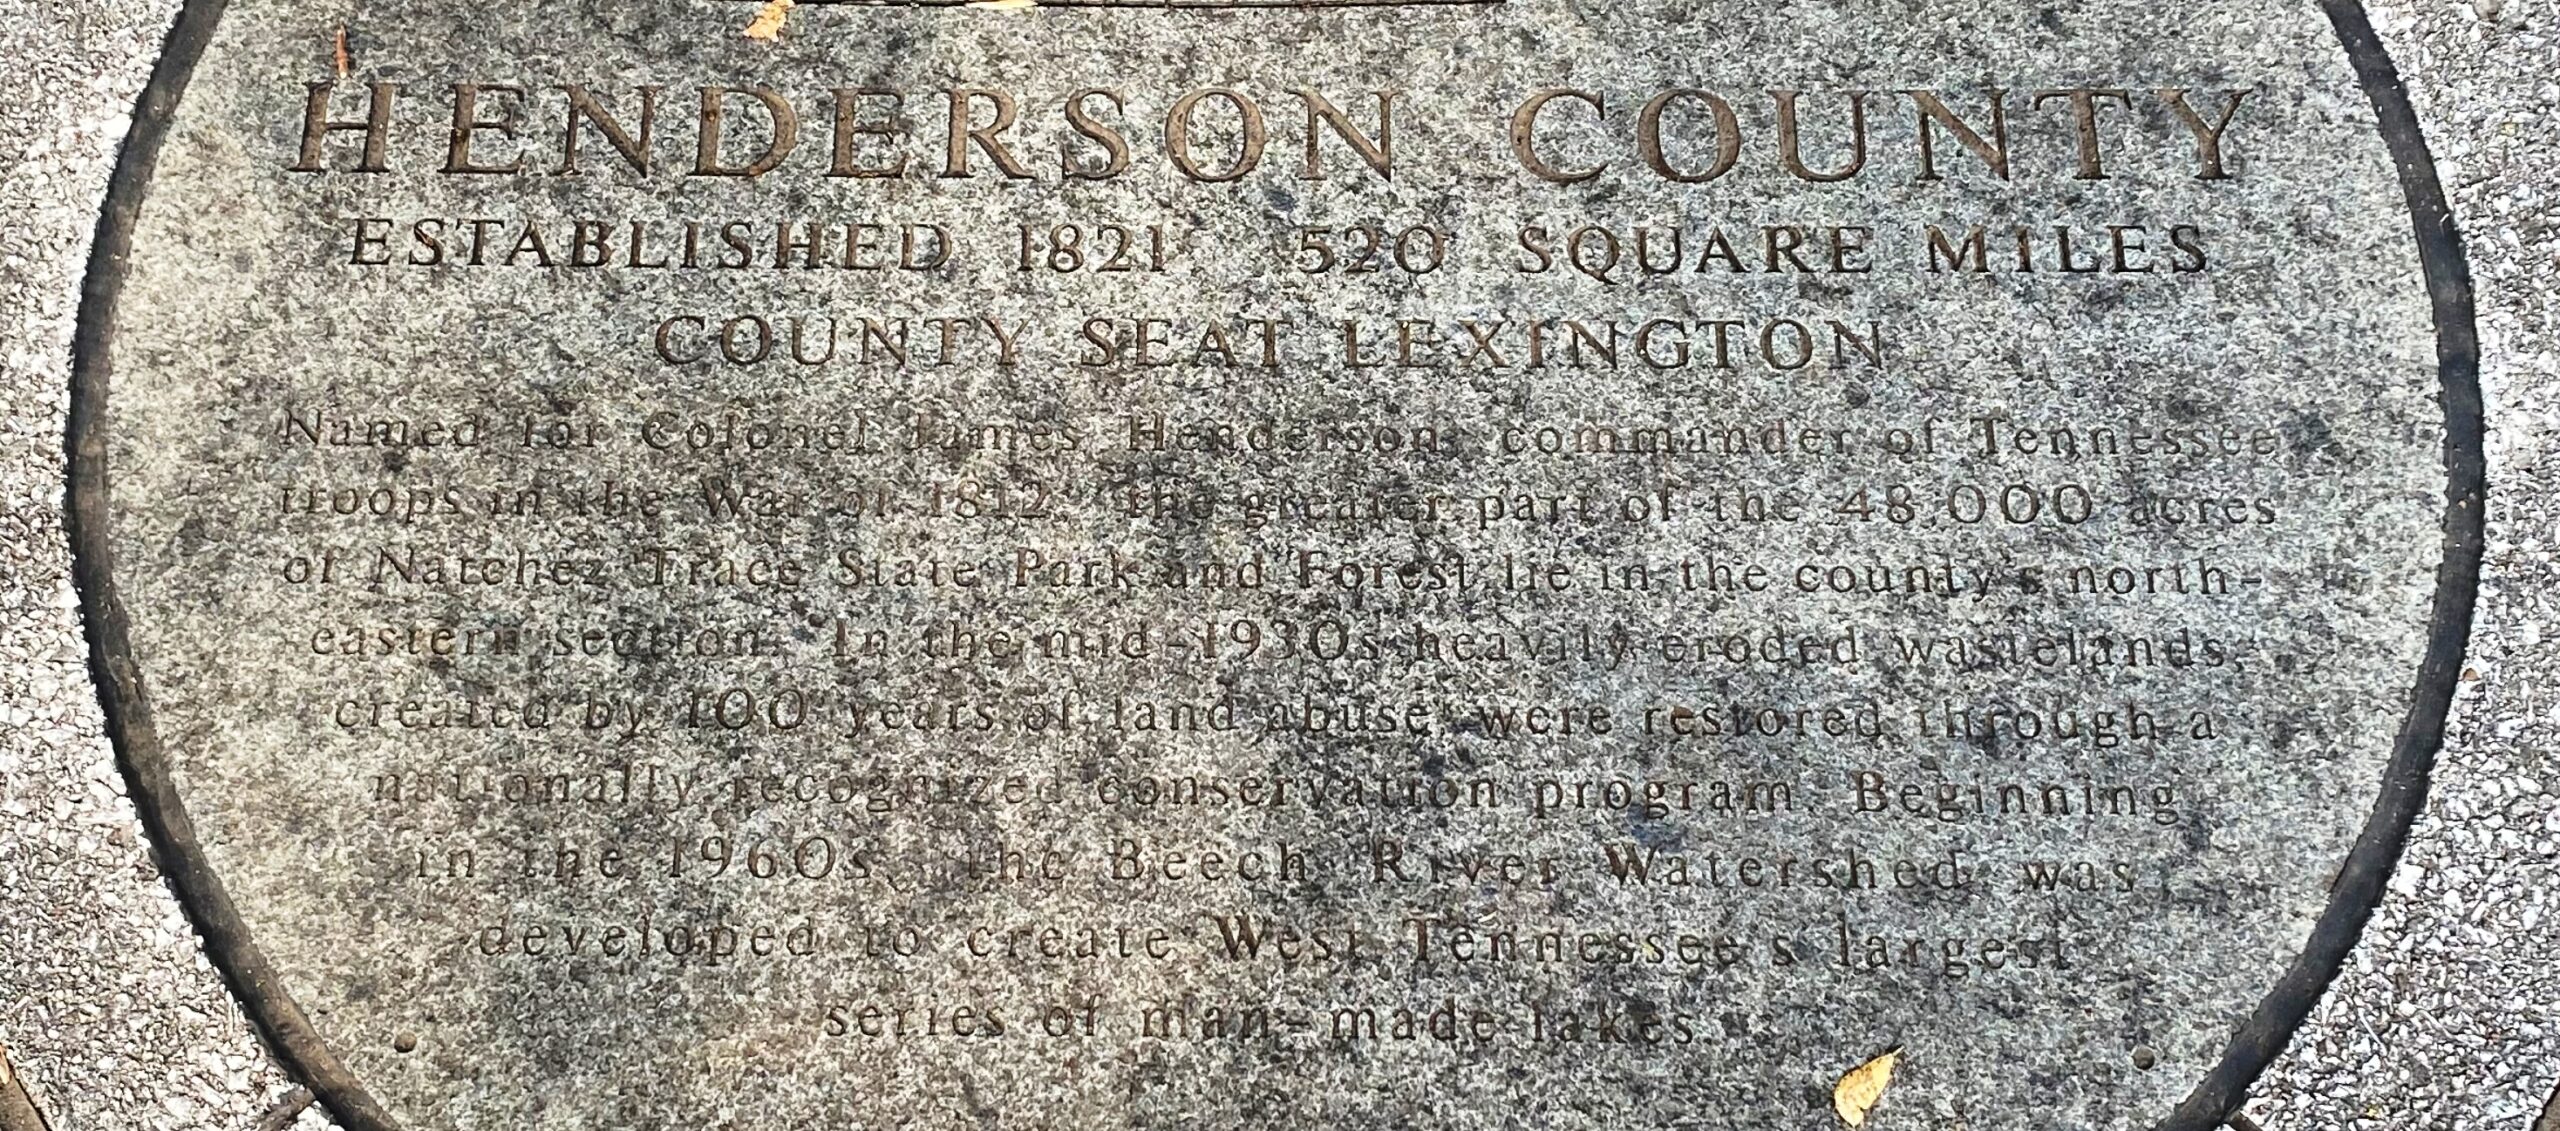 HENDERSON COUNTY
ESTABLISHED 1821 520 SQUARE MILES
COUNTY SEAT LEXINGTON
Named for Colonel James Henderson, commander of Tennessee
troops in the War of 1812, the greater part of the 48,000 acres
of Natchez Trace State Park and Forest lie in the county's north-
eastern section. In the mid-1930s heavily eroded wastelands,
created by 100 years of land abuse, were restored through a
nationally recognized conservation program. Beginning
in the 1960s, the Beech River Watershed was
developed to create West Tennessee's largest
series of man-made lakes.